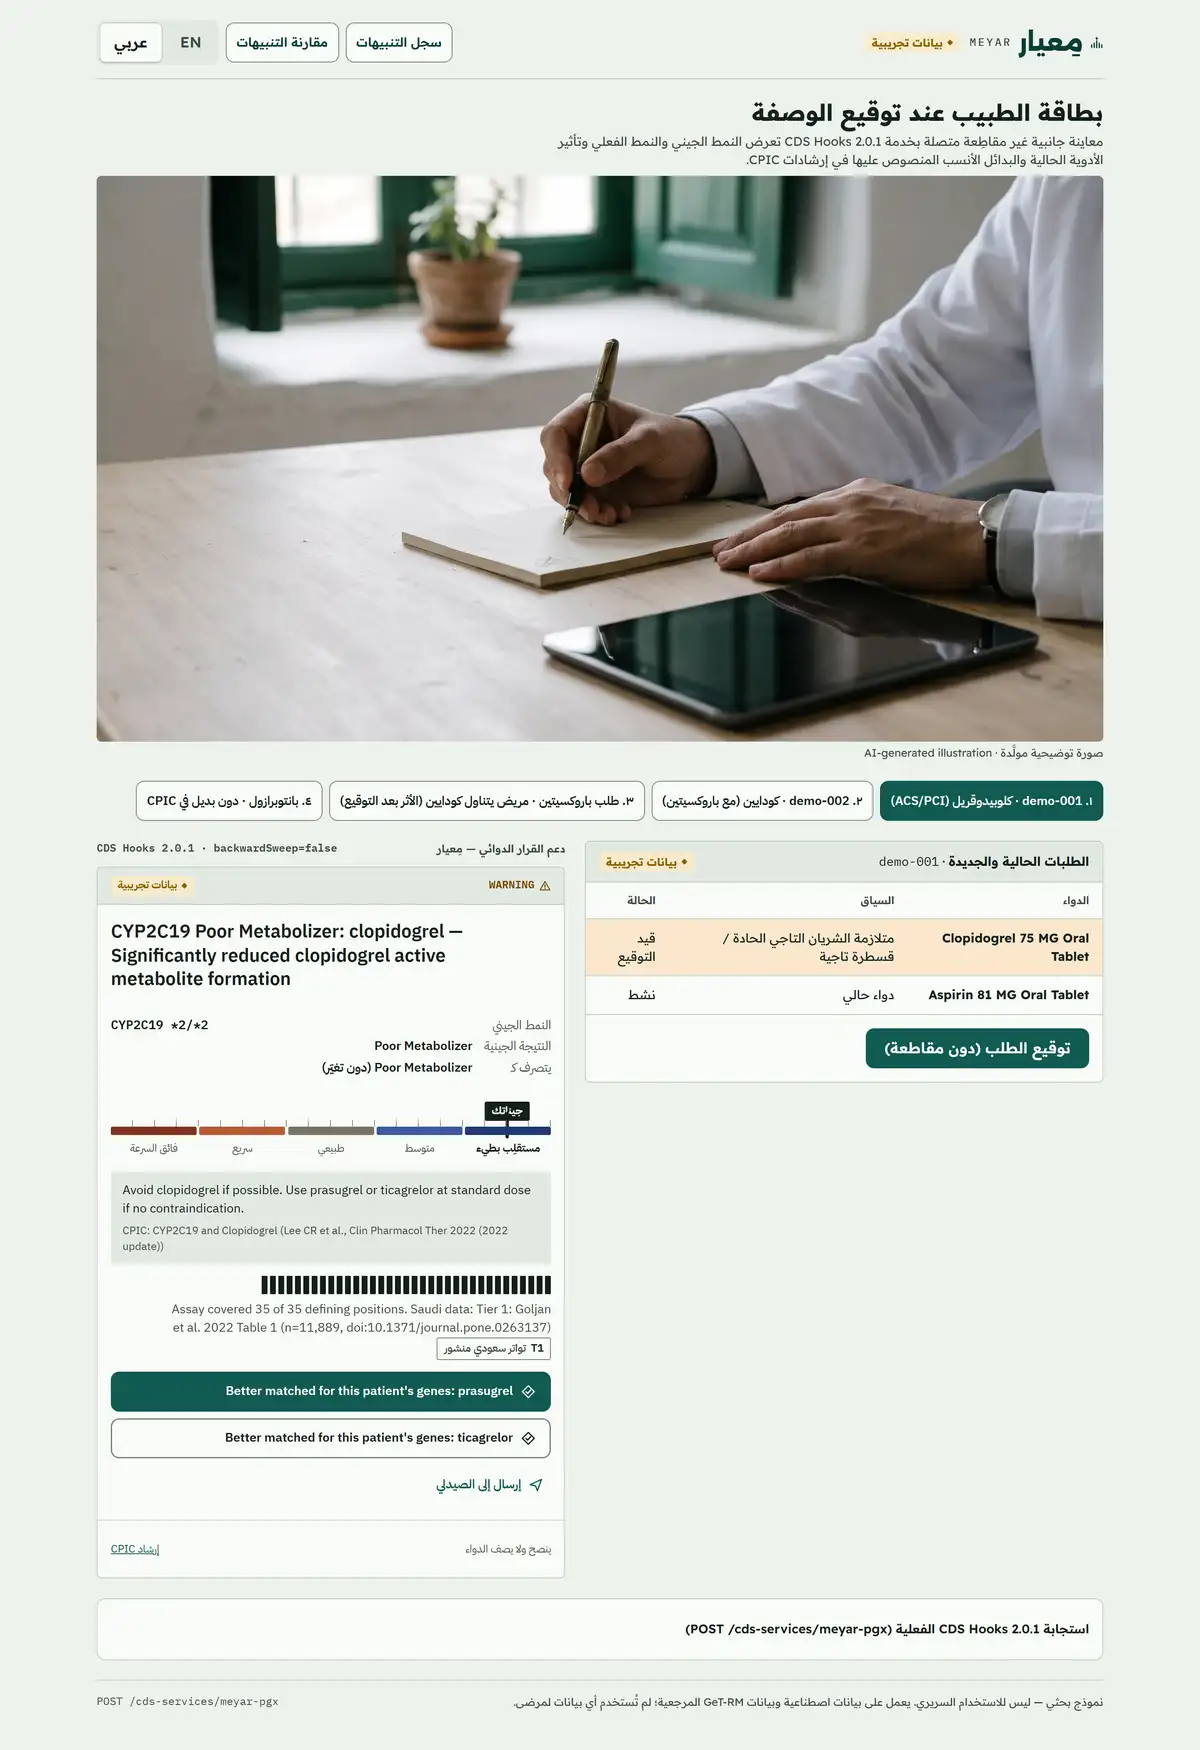 مِعيار MEYAR
بيانات تجريبية
سجل التنبيهات
مقارنة التنبيهات
EN
عربي
بطاقة الطبيب عند توقيع الوصفة
معاينة جانبية غير مقاطِعة متصلة بخدمة CDS Hooks 2.0.1 تعرض النمط الجيني والنمط الفعلي وتأثير
الأدوية الحالية والبدائل الأنسب المنصوص عليها في إرشادات CPIC.
صورة توضيحية مولَّدة · AI-generated illustration
١. demo-001 · كلوبيدوقريل (ACS/PCI)
٢. demo-002 · كودايين (مع باروكسيتين)
٣. طلب باروكسيتين · مريض يتناول كودايين (الأثر بعد التوقيع)
٤. بانتوبرازول · دون بديل في CPIC
الطلبات الحالية والجديدة · demo-001
بيانات تجريبية
الدواء السياق الحالة
Clopidogrel 75 MG Oral Tablet
متلازمة الشريان التاجي الحادة / قسطرة تاجية
قيد التوقيع
Aspirin 81 MG Oral Tablet
دواء حالي
نشط
توقيع الطلب (دون مقاطعة)
دعم القرار الدوائي — مِعيار
CDS Hooks 2.0.1 · backwardSweep=false
WARNING
بيانات تجريبية
CYP2C19 Poor Metabolizer: clopidogrel —
Significantly reduced clopidogrel active
metabolite formation
النمط الجيني CYP2C19 *2/*2
النتيجة الجينية Poor Metabolizer
يتصرف كـ Poor Metabolizer (دون تغيّر)
جيناتك
مستقلِب بطيء
متوسط
طبيعي
سريع
فائق السرعة
Avoid clopidogrel if possible. Use prasugrel or ticagrelor at standard dose
if no contraindication.
CPIC: CYP2C19 and Clopidogrel (Lee CR et al., Clin Pharmacol Ther 2022 (2022
update))
Assay covered 35 of 35 defining positions. Saudi data: Tier 1: Goljan
et al. 2022 Table 1 (n=11,889, doi:10.1371/journal.pone.0263137)
T1 تواتر سعودي منشور
Better matched for this patient's genes: prasugrel
Better matched for this patient's genes: ticagrelor
إرسال إلى الصيدلي
ينصح ولا يصف الدواء
إرشاد CPIC
استجابة CDS Hooks 2.0.1 الفعلية (POST /cds-services/meyar-pgx)
نموذج بحثي — ليس للاستخدام السريري. يعمل على بيانات اصطناعية وبيانات GeT-RM المرجعية؛ لم تُستخدم أي بيانات لمرضى.
POST /cds-services/meyar-pgx